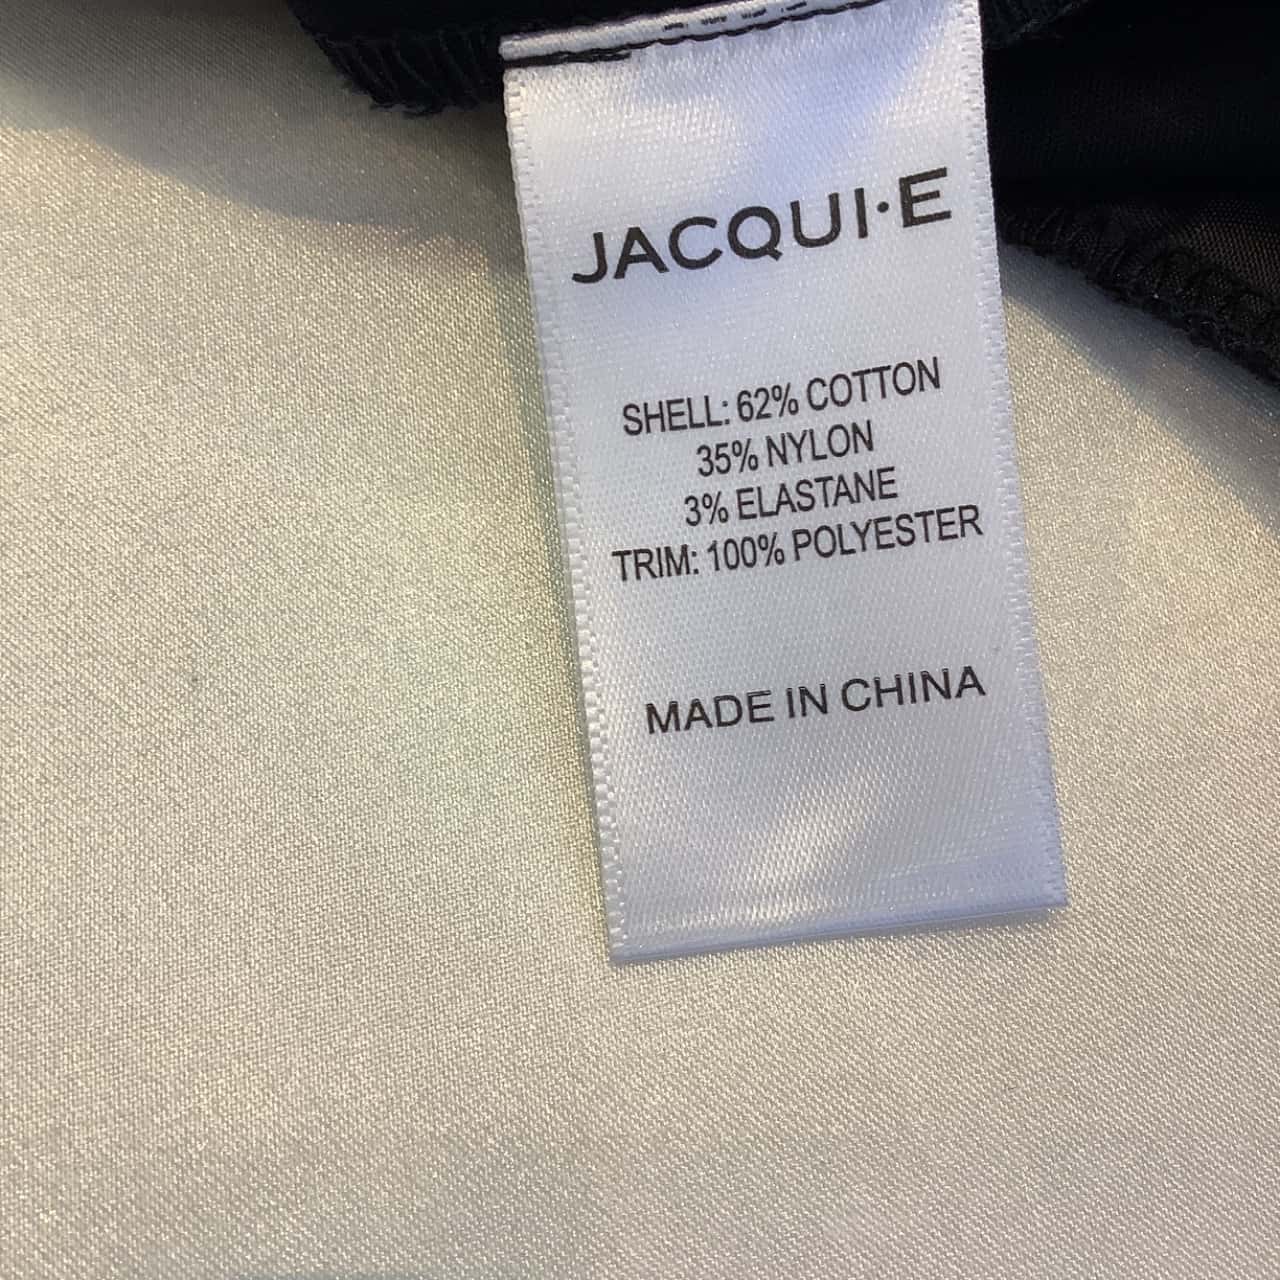 JACQUI·E
SHELL: 62% COTTON
35% NYLON
3% ELASTANE
TRIM: 100% POLYESTER
MADE IN CHINA